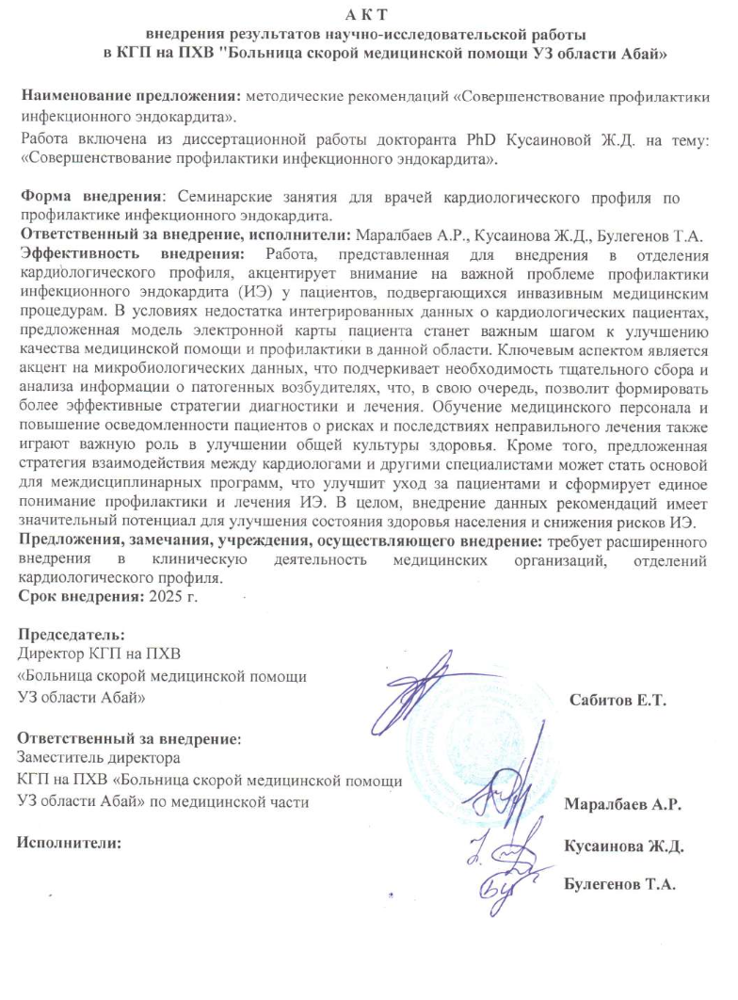 А К Т
внедрения результатов научно-исследовательской работы
в КГП на ПХВ "Больница скорой медицинской помощи УЗ области Абай»
Наименование предложения: методические рекомендаций «Совершенствование профилактики
инфекционного эндокардита».
Работа включена из диссертационной работы докторанта PhD Кусаиновой Ж.Д. на тему:
«Совершенствование профилактики инфекционного эндокардита».
Форма внедрения: Семинарские занятия для врачей кардиологического профиля по
профилактике инфекционного эндокардита.
Ответственный за внедрение, исполнители: Маралбаев А.Р., Кусаинова Ж.Д., Булегенов Т.А.
Эффективность внедрения: Работа, представленная для внедрения в отделения
кардиологического профиля, акцентирует внимание на важной проблеме профилактики
инфекционного эндокардита (ИЭ) у пациентов, подвергающихся инвазивным медицинским
процедурам. В условиях недостатка интегрированных данных о кардиологических пациентах,
предложенная модель электронной карты пациента станет важным шагом к улучшению
качества медицинской помощи и профилактики в данной области. Ключевым аспектом является
акцент на микробиологических данных, что подчеркивает необходимость тщательного сбора и
анализа информации о патогенных возбудителях, что, в свою очередь, позволит формировать
более эффективные стратегии диагностики и лечения. Обучение медицинского персонала и
повышение осведомленности пациентов о рисках и последствиях неправильного лечения также
играют важную роль в улучшении общей культуры здоровья. Кроме того, предложенная
стратегия взаимодействия между кардиологами и другими специалистами может стать основой
для междисциплинарных программ, что улучшит уход за пациентами и сформирует единое
понимание профилактики и лечения ИЭ. В целом, внедрение данных рекомендаций имеет
значительный потенциал для улучшения состояния здоровья населения и снижения рисков ИЭ.
Предложения, замечания, учреждения, осуществляющего внедрение: требует расширенного
внедрения в клиническую деятельность медицинских организаций, отделений
кардиологического профиля.
Срок внедрения: 2025 г.
Председатель:
Директор КГП на ПХВ
«Больница скорой медицинской помощи
УЗ области Абай»
Сабитов Е.Т.
Ответственный за внедрение:
Заместитель директора
КГП на ПХВ «Больница скорой медицинской помощи
УЗ области Абай» по медицинской части
Маралбаев А.Р.
Исполнители:
Кусаинова Ж.Д.
Булегенов Т.А.